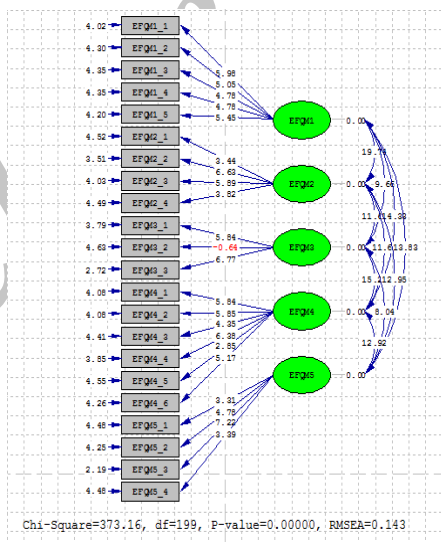 4.02 EFQM1_1
4.30 EFQM1_2
4.35 EFQM1_3
4.35 EFQM1_4
4.20 EFQM1_5
4.52 EFQM2_1
3.51 EFQM2_2
4.03 EFQM2_3
4.49 EFQM2_4
3.79 EFQM3_1
4.63 EFQM3_2
2.72 EFQM3_3
4.08 EFQM4_1
4.08 EFQM4_2
4.41 EFQM4_3
3.85 EFQM4_4
4.55 EFQM4_5
4.26 EFQM4_6
4.48 EFQM5_1
4.25 EFQM5_2
2.19 EFQM5_3
4.48 EFQM5_4
5.98
5.05
4.78
4.78
5.45
3.44
6.63
5.89
3.82
5.84
-0.64
6.77
5.84
5.85
4.35
6.38
2.85
5.17
3.31
4.78
7.22
3.39
EFQM1 0.00
EFQM2 0.00
EFQM3 0.00
EFQM4 0.00
EFQM5 0.00
8.04
12.92
Chi-Square=373.16, df=199, P-value=0.00000, RMSEA=0.143